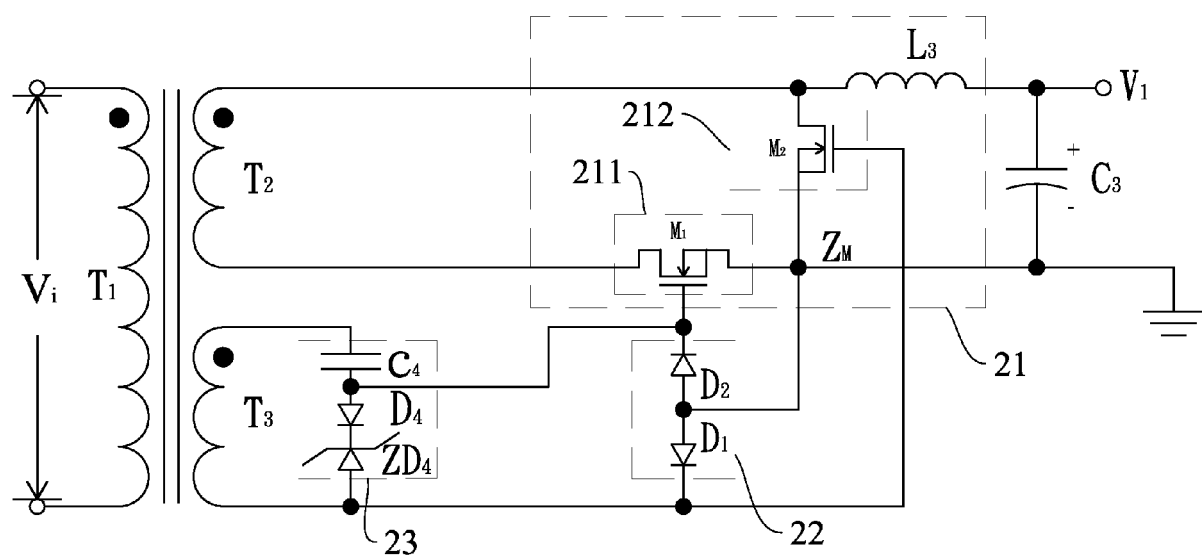 L₃
V₁
212
M₂
+
C₃
-
211
T₂
M₁
Z_M
Vᵢ
T₁
C₄
D₂
21
T₃
D₄
D₁
ZD₄
23
22